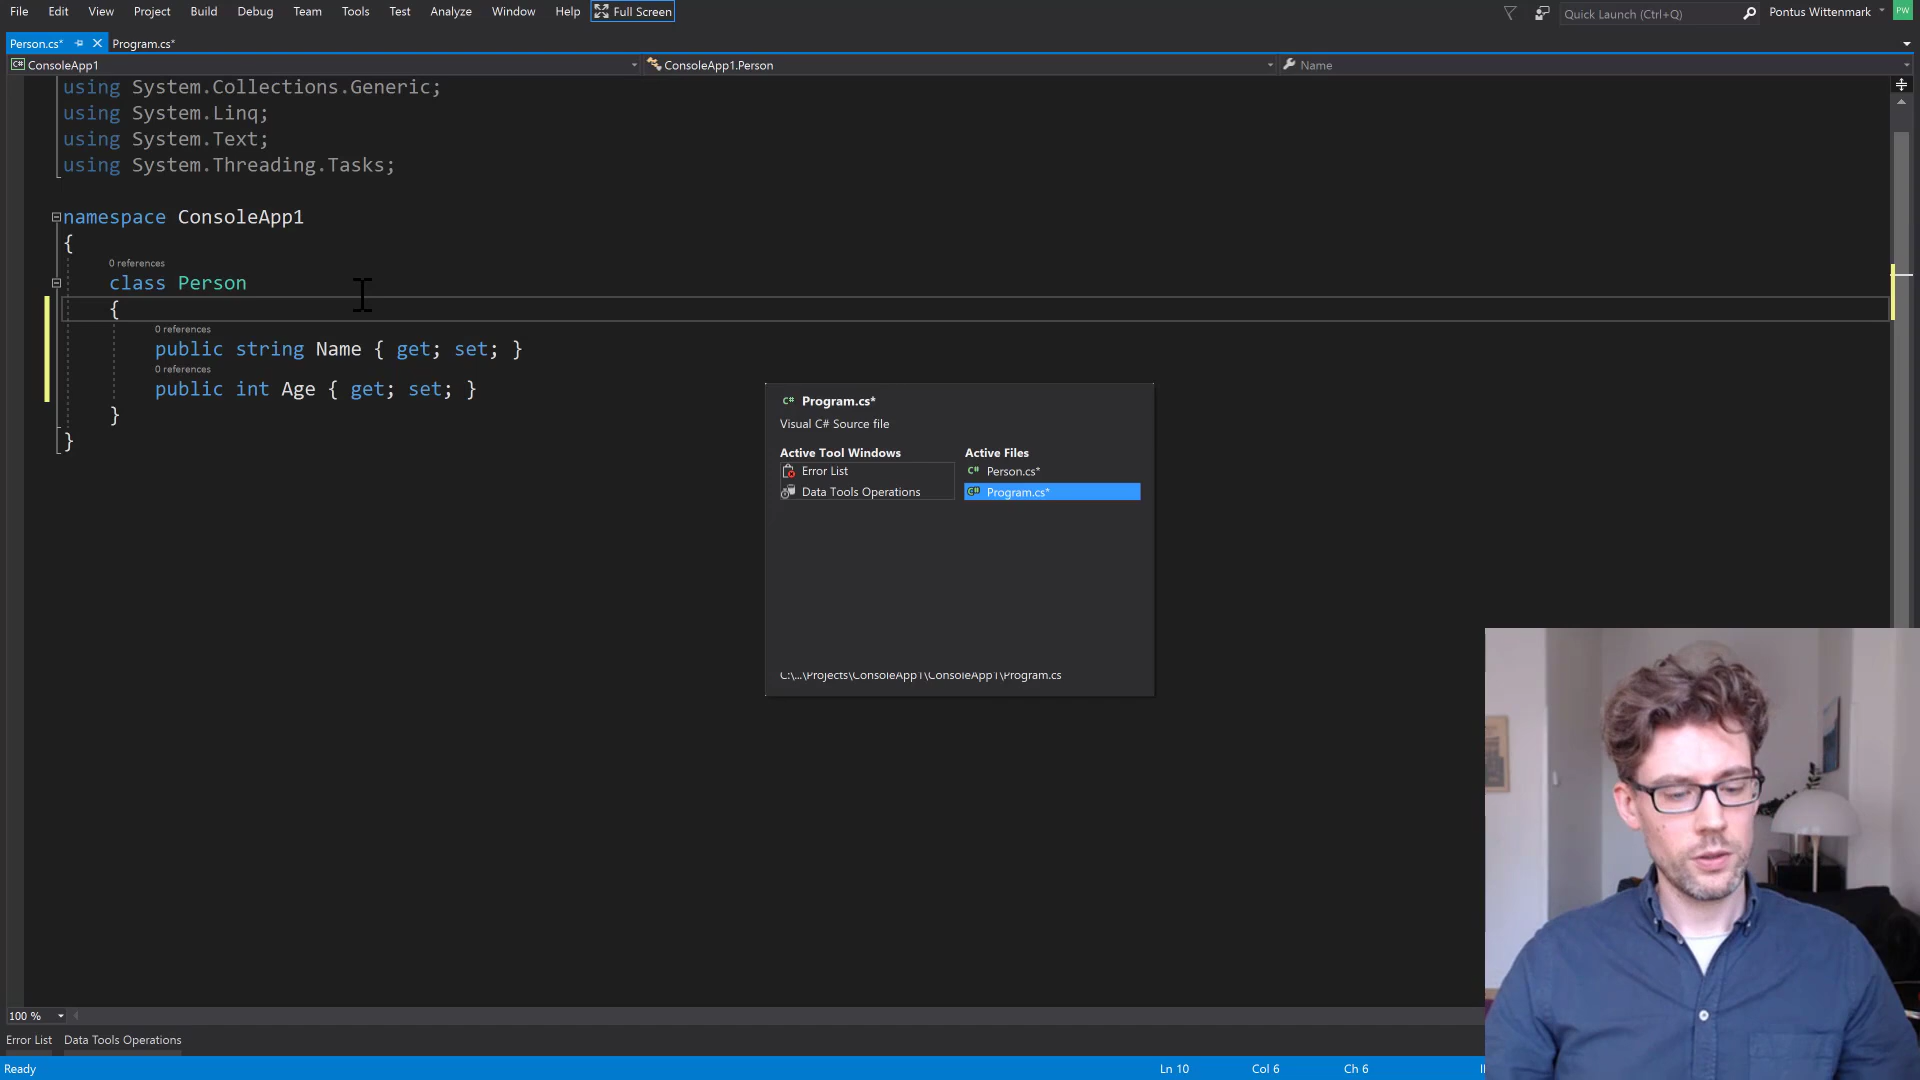 File Edit View Project Build Debug Team Tools Test Analyze Window Help Full Screen Quick Launch (Ctrl+Q) Pontus Wittenmark PW
Person.cs* Program.cs*
C# ConsoleApp1 ConsoleApp1.Person Name
using System.Collections.Generic;
using System.Linq;
using System.Text;
using System.Threading.Tasks;
namespace ConsoleApp1
{
0 references
class Person
{
0 references
public string Name { get; set; }
0 references
public int Age { get; set; }
}
}
C# Program.cs*
Visual C# Source file
Active Tool Windows Active Files
Error List C# Person.cs*
Data Tools Operations C# Program.cs*
C:\...\Projects\ConsoleApp1\ConsoleApp1\Program.cs
100 %
Error List Data Tools Operations
Ready Ln 10 Col 6 Ch 6